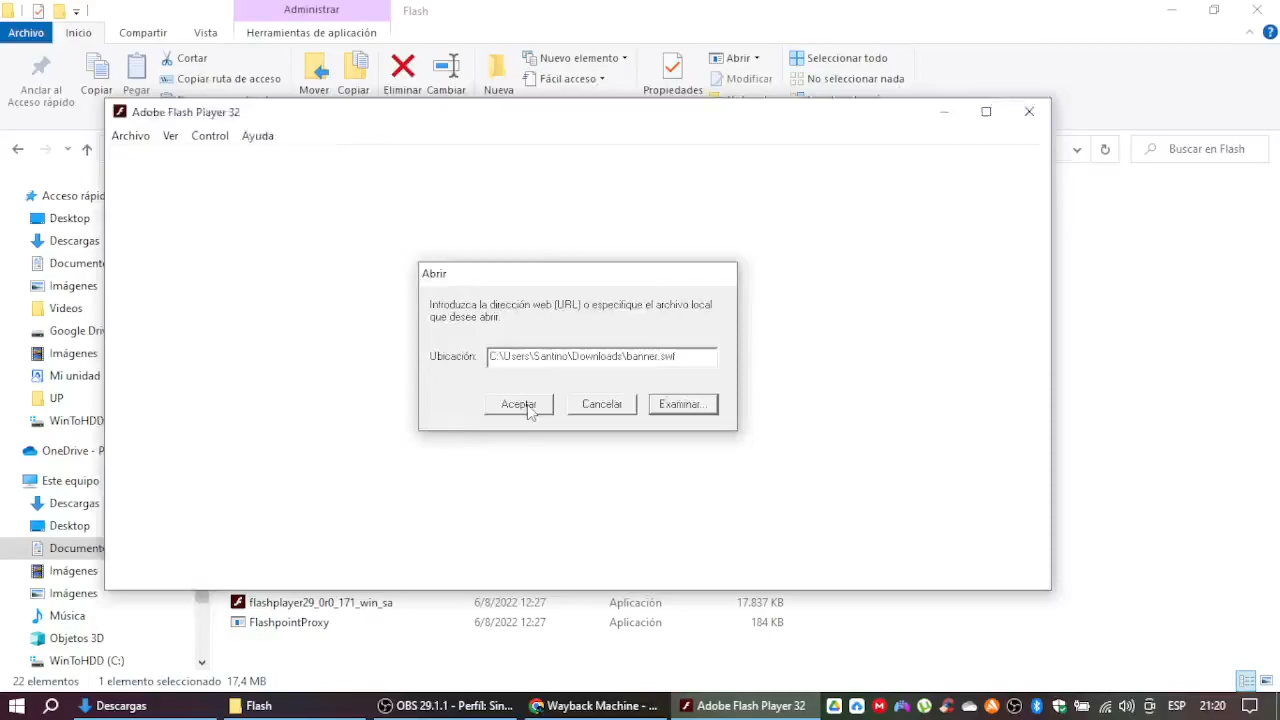 Administrar
Flash
Archivo
Inicio
Compartir
Vista
Herramientas de aplicación
Anclar al
Acceso rápido
Copiar
Pegar
Cortar
Copiar ruta de acceso
Mover
Copiar
Eliminar
Cambiar
Nueva
Nuevo elemento
Fácil acceso
Propiedades
Abrir
Modificar
Seleccionar todo
No seleccionar nada
Adobe Flash Player 32
Archivo
Ver
Control
Ayuda
Buscar en Flash
Acceso rápid
Desktop
Descargas
Documento
Imágenes
Videos
Google Driv
Imágenes
Mi unidad
UP
WinToHDD
OneDrive - P
Este equipo
Descargas
Desktop
Documento
Imágenes
Imágenes
Música
Objetos 3D
WinToHDD (C:)
Abrir
Introduzca la dirección web (URL) o especifique el archivo local
que desee abrir.
Ubicación:
C:\Users\Santino\Downloads\banner.swf
Aceptar
Cancelar
Examinar...
flashplayer29_0r0_171_win_sa
6/8/2022 12:27
Aplicación
17.837 KB
FlashpointProxy
6/8/2022 12:27
Aplicación
184 KB
22 elementos
1 elemento seleccionado
17,4 MB
Descargas
Flash
OBS 29.1.1 - Perfil: Sin...
Wayback Machine - ...
Adobe Flash Player 32
ESP
21:20